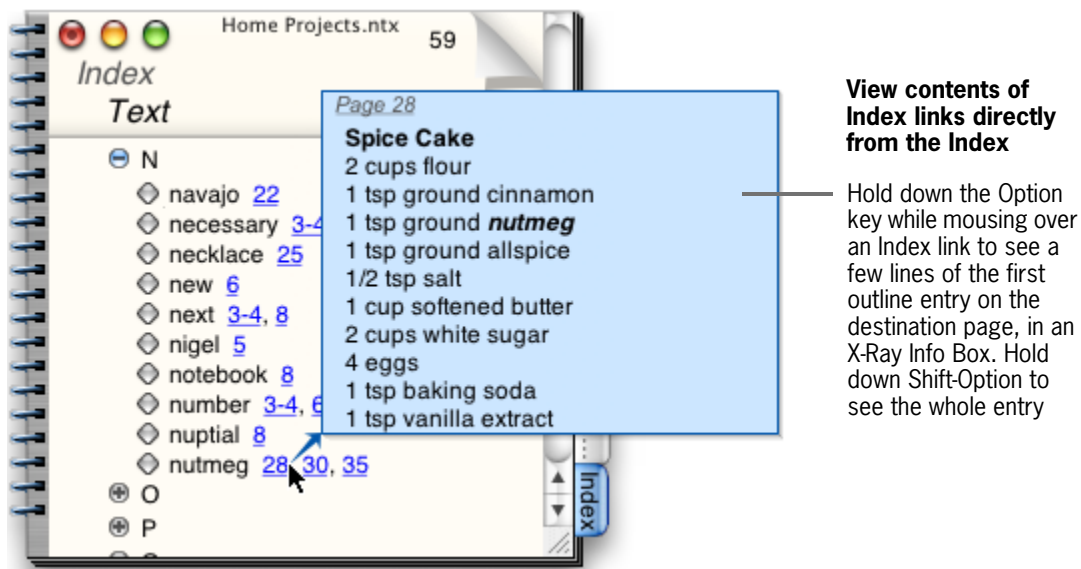 Home Projects.ntx
59
Index
Text
N
navajo 22
necessary 3-4
necklace 25
new 6
next 3-4, 8
nigel 5
notebook 8
number 3-4, 6
nuptial 8
nutmeg 28, 30, 35
O
P
Page 28
Spice Cake
2 cups flour
1 tsp ground cinnamon
1 tsp ground nutmeg
1 tsp ground allspice
1/2 tsp salt
1 cup softened butter
2 cups white sugar
4 eggs
1 tsp baking soda
1 tsp vanilla extract
Index
View contents of
Index links directly
from the Index
Hold down the Option
key while mousing over
an Index link to see a
few lines of the first
outline entry on the
destination page, in an
X-Ray Info Box. Hold
down Shift-Option to
see the whole entry